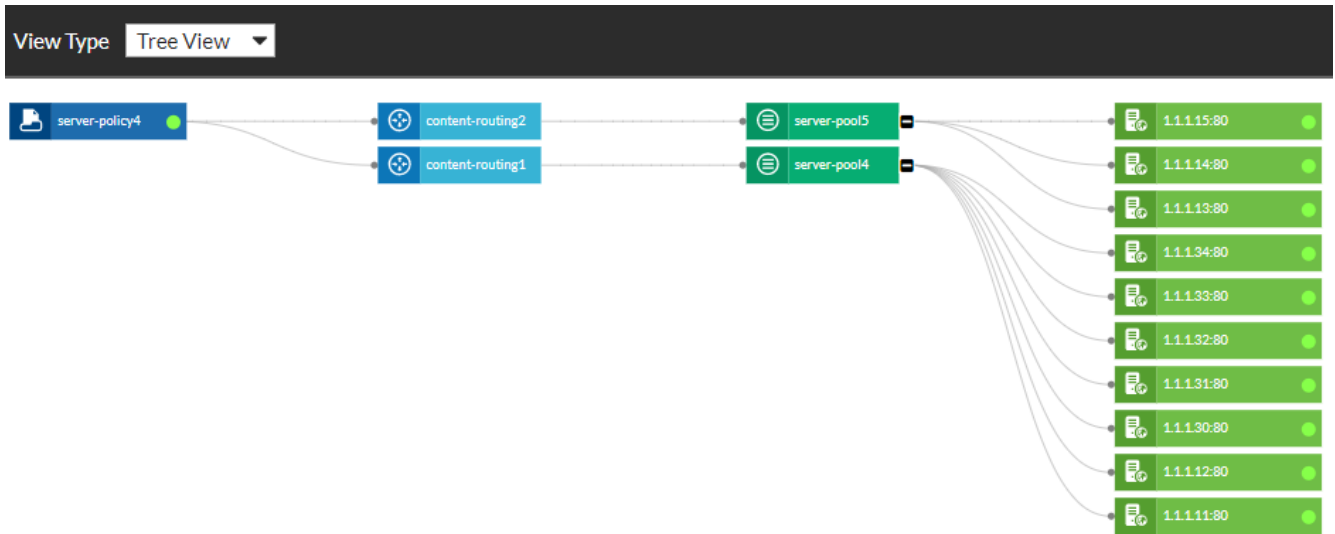 View Type Tree View
server-policy4 content-routing2 server-pool5 1.1.1.15:80
content-routing1 server-pool4 1.1.1.14:80
1.1.1.13:80
1.1.1.34:80
1.1.1.33:80
1.1.1.32:80
1.1.1.31:80
1.1.1.30:80
1.1.1.12:80
1.1.1.11:80